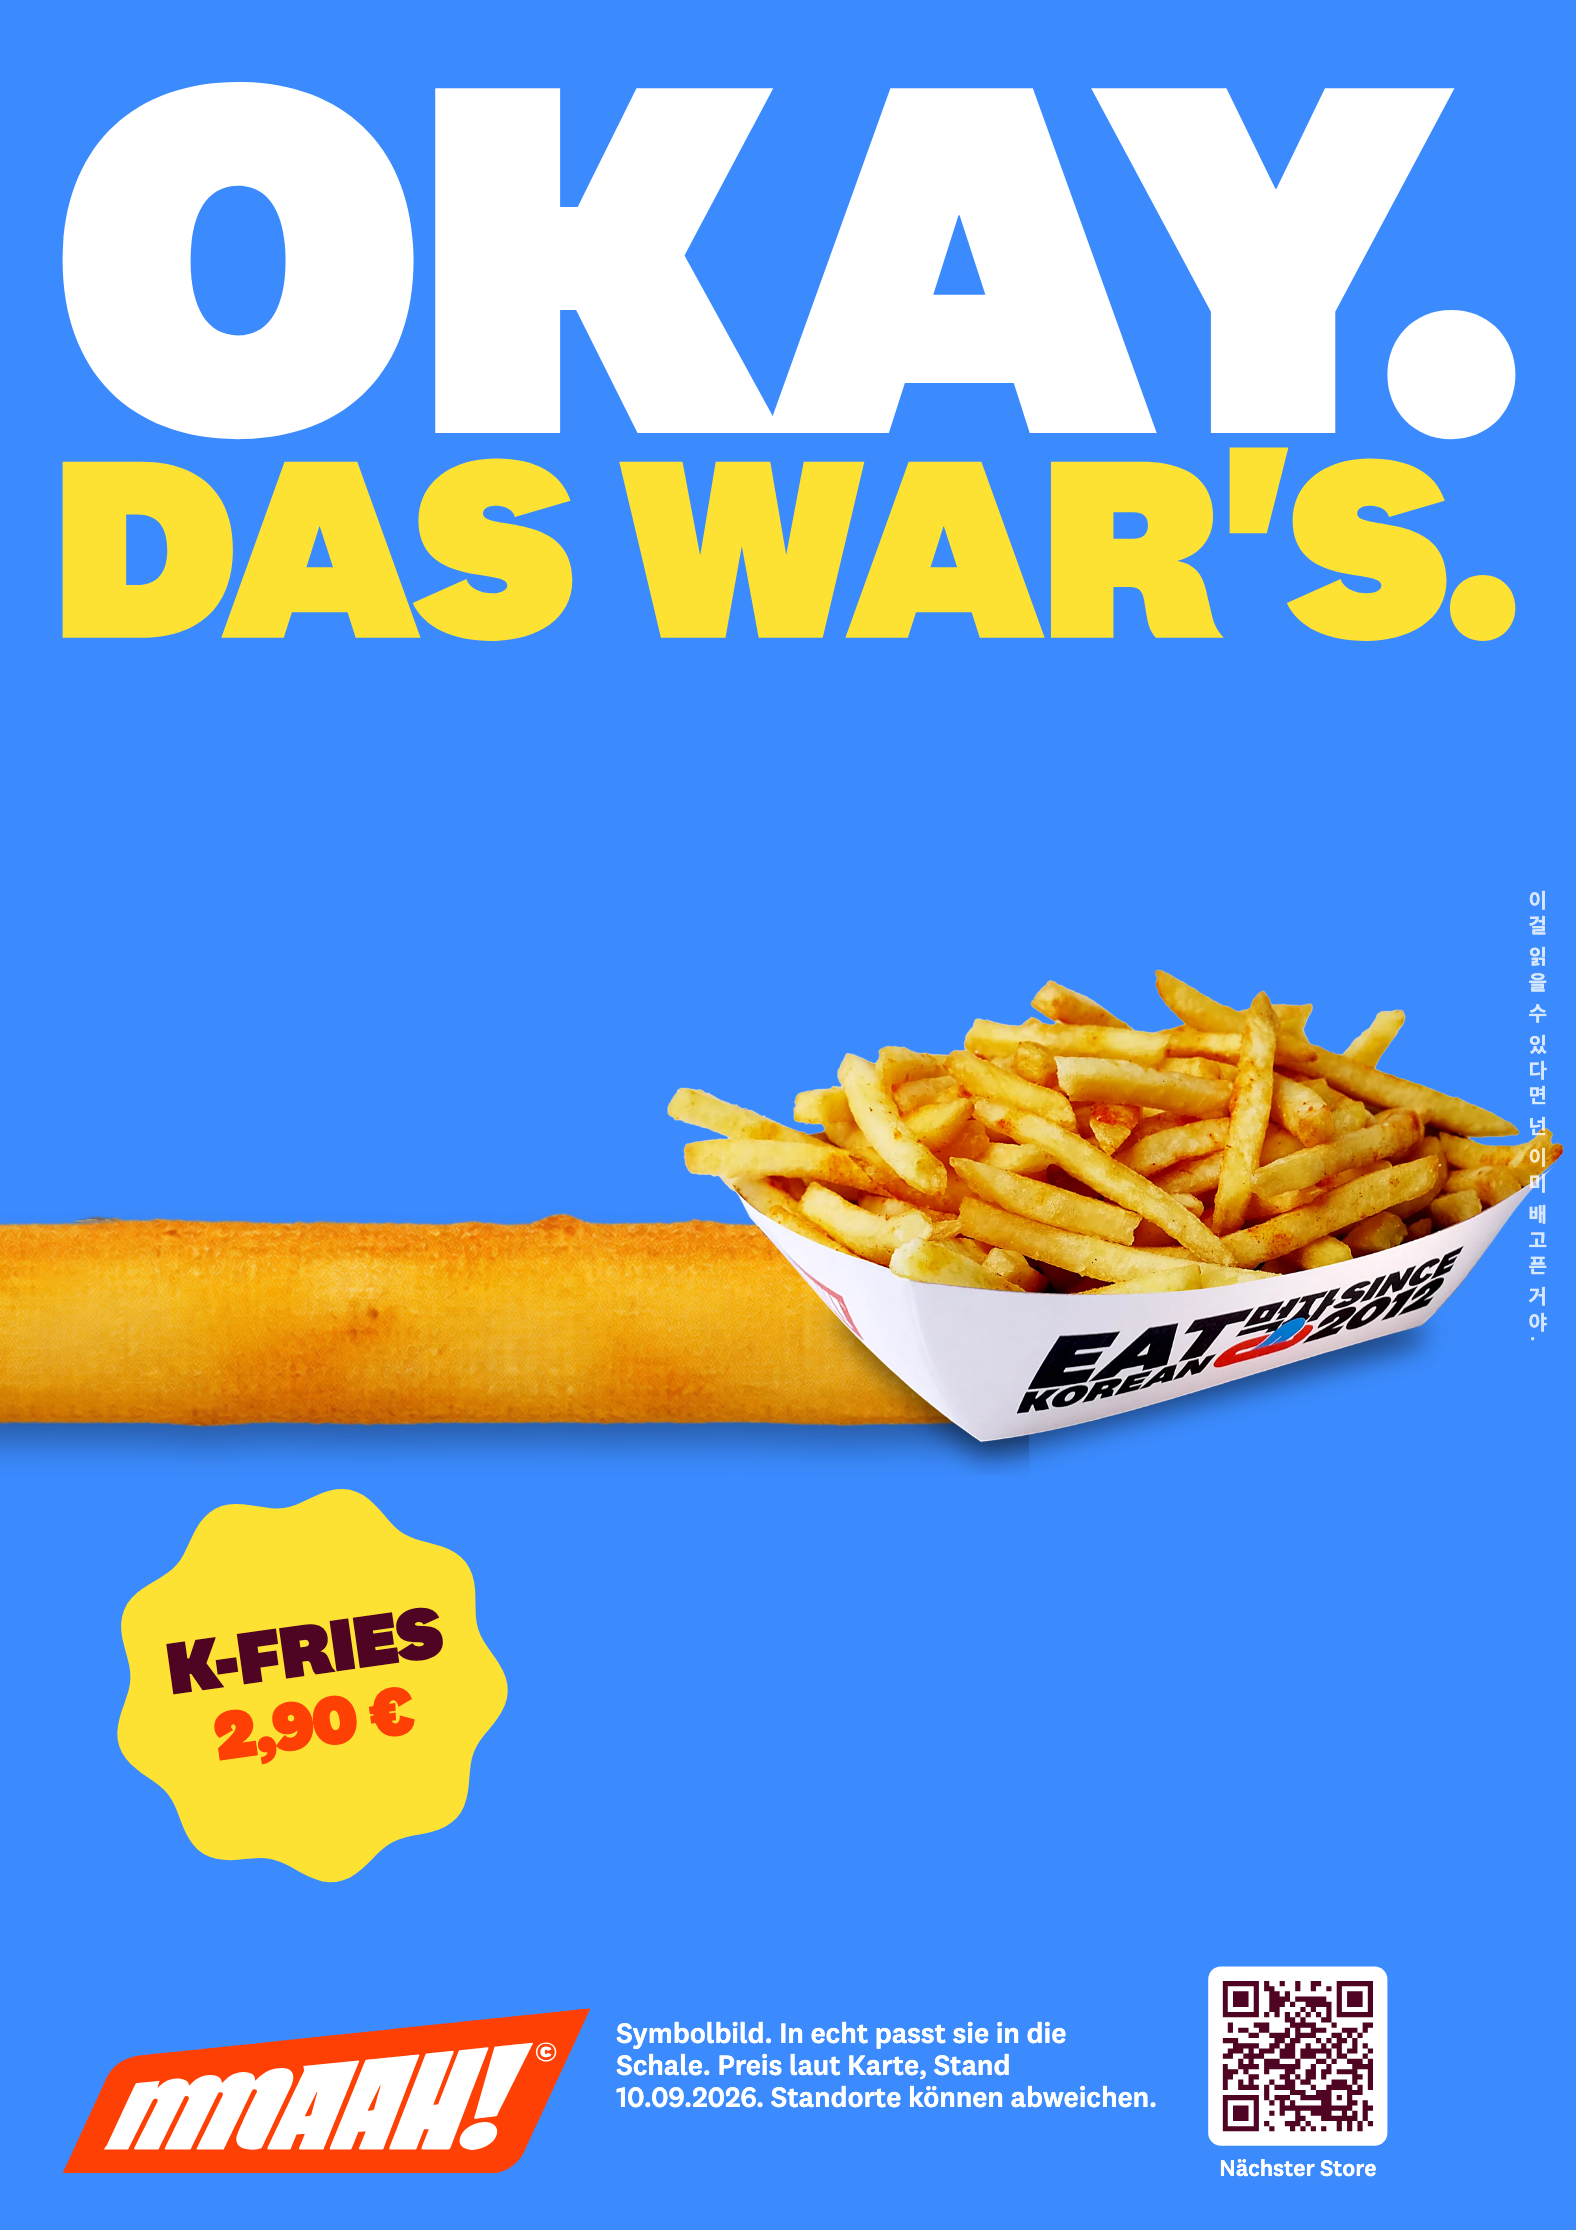 OKAY.
DAS WAR'S.
이걸 읽을 수 있다면 넌 이미 배고픈 거야.
EAT 먹자 SINCE
KOREAN 2012
K-FRIES
2,90 €
mmAAH! ©
Symbolbild. In echt passt sie in die
Schale. Preis laut Karte, Stand
10.09.2026. Standorte können abweichen.
Nächster Store